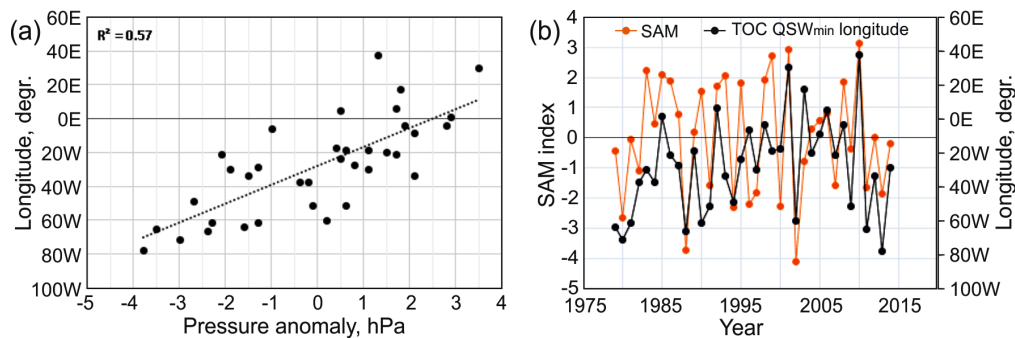 (a)
R² = 0.57
Longitude, degr.
60E
40E
20E
0E
20W
40W
60W
80W
100W
-5 -4 -3 -2 -1 0 1 2 3 4
Pressure anomaly, hPa
(b)
SAM TOC QSWmin longitude
SAM index
4
3
2
1
0
-1
-2
-3
-4
-5
1975 1985 1995 2005 2015
Year
60E
40E
20E
0E
20W
40W
60W
80W
100W
Longitude, degr.